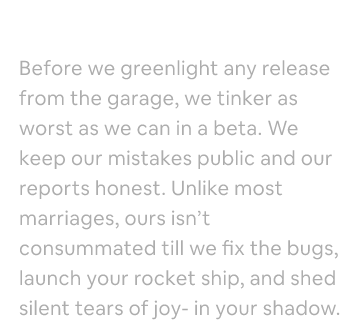 Before we greenlight any release
from the garage, we tinker as
worst as we can in a beta. We
keep our mistakes public and our
reports honest. Unlike most
marriages, ours isn’t
consummated till we fix the bugs,
launch your rocket ship, and shed
silent tears of joy- in your shadow.